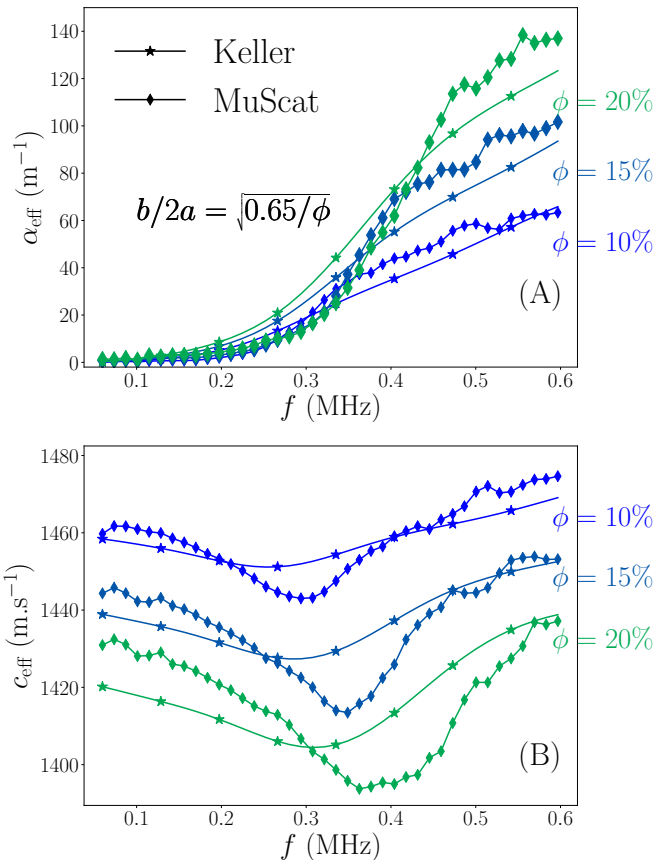 140
120
100
80
60
40
20
0
α_eff (m⁻¹)
Keller
MuScat
b/2a = √0.65/ϕ
ϕ = 20%
ϕ = 15%
ϕ = 10%
(A)
0.1 0.2 0.3 0.4 0.5 0.6
f (MHz)
1480
1460
1440
1420
1400
c_eff (m.s⁻¹)
ϕ = 10%
ϕ = 15%
ϕ = 20%
(B)
0.1 0.2 0.3 0.4 0.5 0.6
f (MHz)